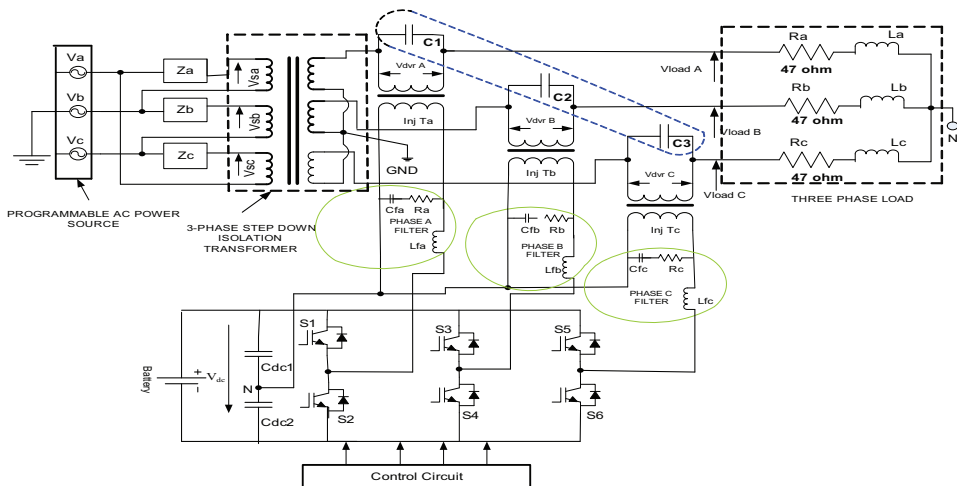 Va
Vb
Vc
Za
Zb
Zc
Vsa
Vsb
Vsc
PROGRAMMABLE AC POWER
SOURCE
3-PHASE STEP DOWN
ISOLATION
TRANSFORMER
GND
C1
Vdvr A
Inj Ta
C2
Vdvr B
Inj Tb
C3
Vdvr C
Inj Tc
Vload A
Vload B
Vload C
Ra
47 ohm
La
Rb
47 ohm
Lb
Rc
47 ohm
Lc
N
THREE PHASE LOAD
Cfa
Ra
PHASE A
FILTER
Lfa
Cfb
Rb
PHASE B
FILTER
Lfb
Cfc
Rc
PHASE C
FILTER
Lfc
Battery
+
−
Vdc
Cdc1
N
Cdc2
S1
S2
S3
S4
S5
S6
Control Circuit